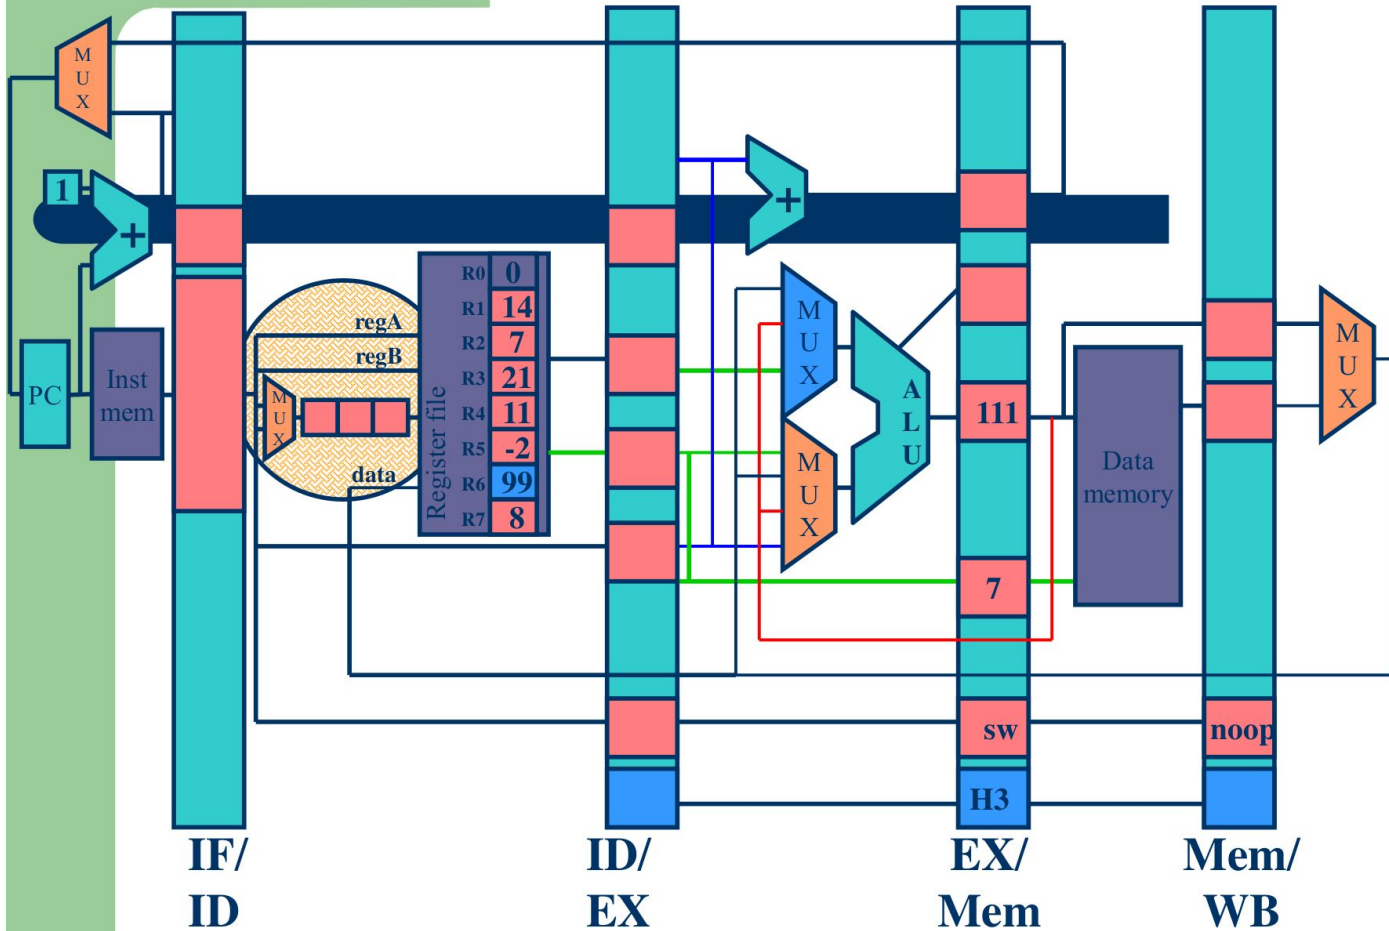 M
U
X
1
+
+
R0 0
R1 14
R2 7
R3 21
R4 11
R5 -2
R6 99
R7 8
Register file
regA
regB
M
U
X
data
PC
Inst
mem
M
U
X
M
U
X
A
L
U
111
7
Data
memory
M
U
X
sw
noop
H3
IF/
ID
ID/
EX
EX/
Mem
Mem/
WB